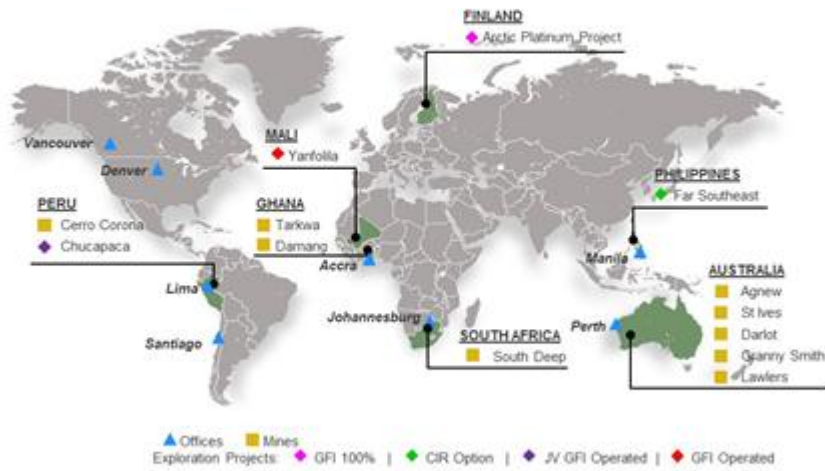 FINLAND
Arctic Platinum Project
MALI
Yanfolila
Vancouver
Denver
PHILIPPINES
Far Southeast
PERU
Cerro Corona
Chucapaca
GHANA
Tarkwa
Damang
Accra
Manila
AUSTRALIA
Agnew
St Ives
Darlot
Granny Smith
Lawlers
Lima
Johannesburg
Perth
Santiago
SOUTH AFRICA
South Deep
Offices Mines
Exploration Projects: GFI 100% | CIR Option | JV GFI Operated | GFI Operated